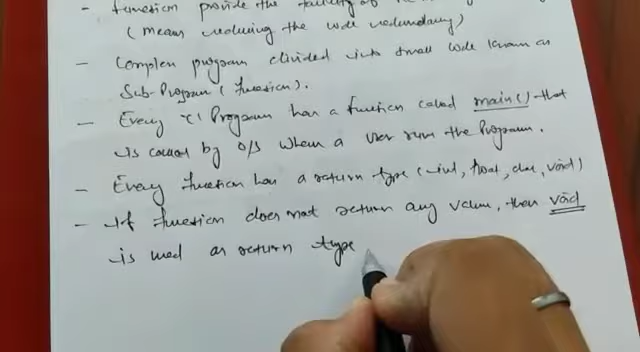 - Function provide the facility of
(means reducing the code redundancy)
- Complex program divided into small code known as
Sub-Program (function).
- Every 'C' Program has a function called main() that
is called by O/S when a user run the Program.
- Every function has a return type (int, float, char, void)
- If function does not return any value, then void
is used as return type